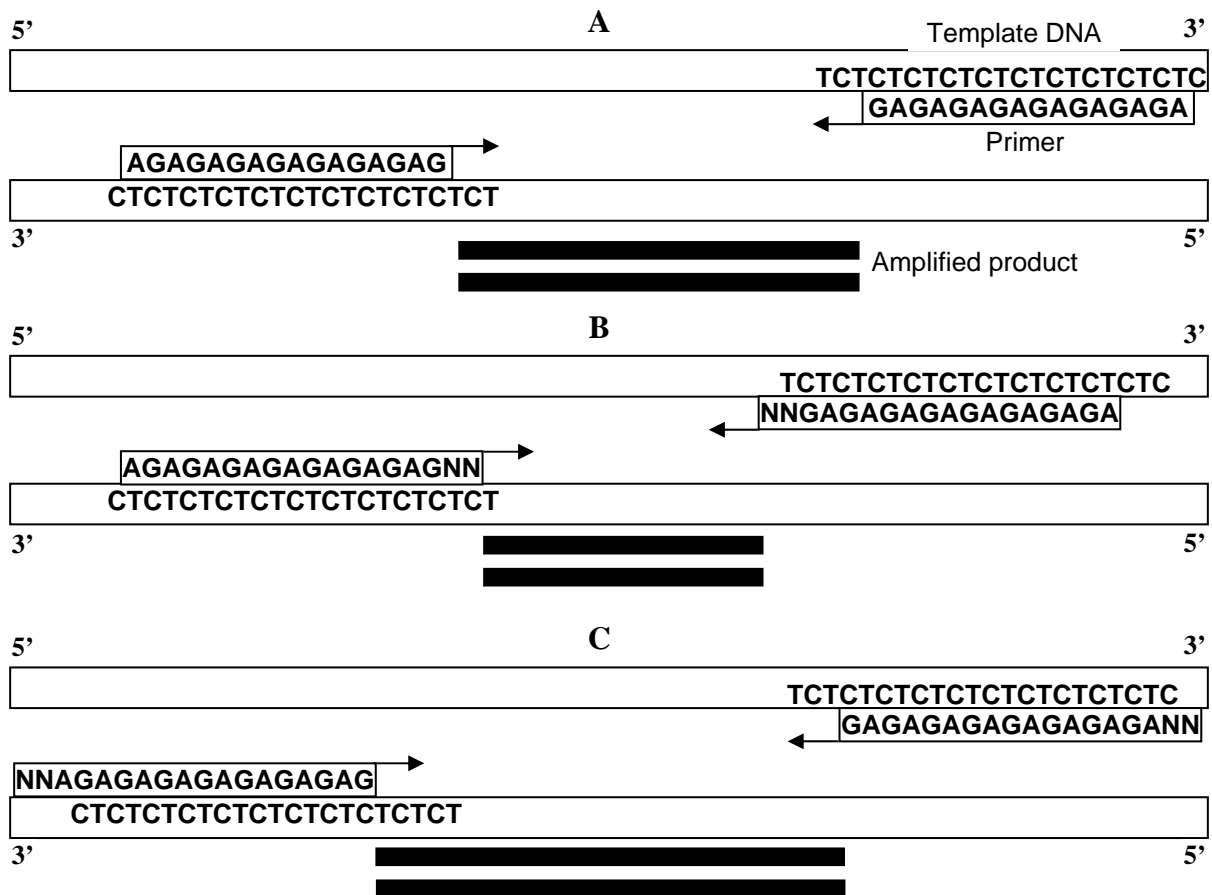 5’ A 3’
Template DNA
TCTCTCTCTCTCTCTCTCTCTC
GAGAGAGAGAGAGAGA
Primer
AGAGAGAGAGAGAGAG
CTCTCTCTCTCTCTCTCTCTCT
3’ 5’
Amplified product
5’ B 3’
TCTCTCTCTCTCTCTCTCTCTC
NNGAGAGAGAGAGAGAGA
AGAGAGAGAGAGAGAGNN
CTCTCTCTCTCTCTCTCTCTCT
3’ 5’
5’ C 3’
TCTCTCTCTCTCTCTCTCTCTC
GAGAGAGAGAGAGAGANN
NNAGAGAGAGAGAGAGAG
CTCTCTCTCTCTCTCTCTCTCT
3’ 5’